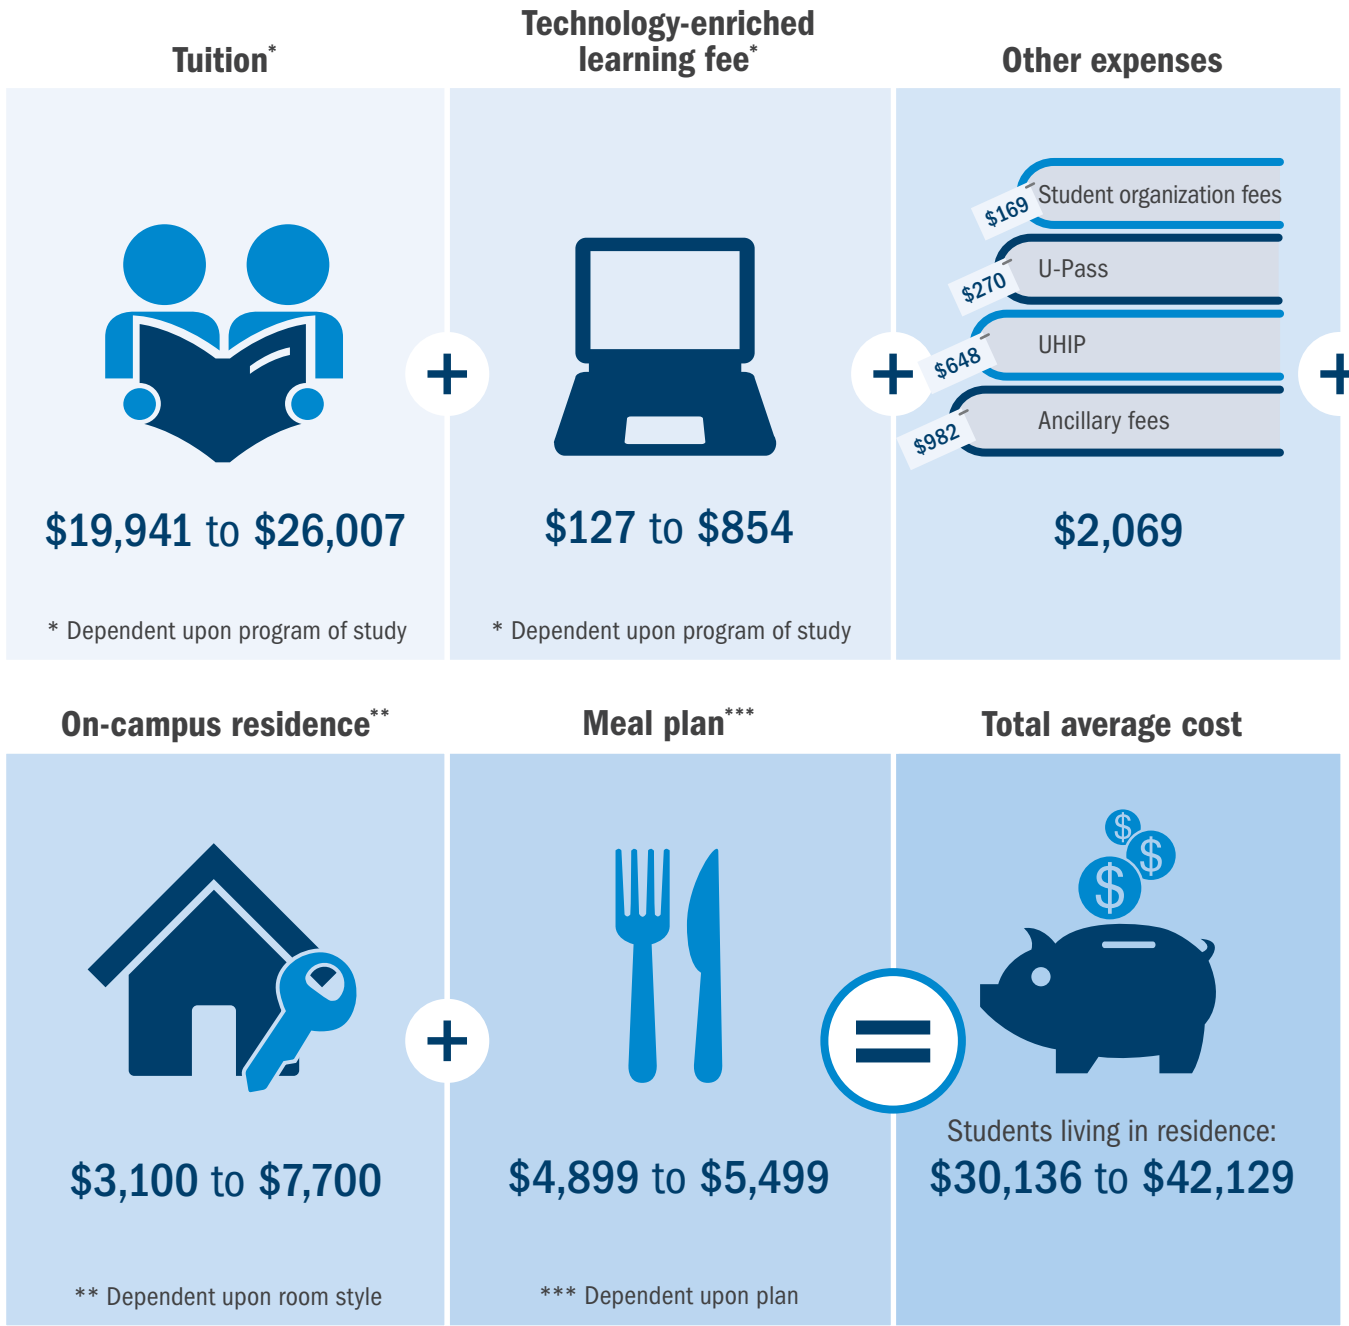 Tuition*
Technology-enriched
learning fee*
Other expenses
$169
Student organization fees
$270
U-Pass
$648
UHIP
$982
Ancillary fees
+
+
+
$19,941 to $26,007
$127 to $854
$2,069
* Dependent upon program of study
* Dependent upon program of study
On-campus residence**
Meal plan***
Total average cost
$
$
$
+
=
Students living in residence:
$3,100 to $7,700
$4,899 to $5,499
$30,136 to $42,129
** Dependent upon room style
*** Dependent upon plan